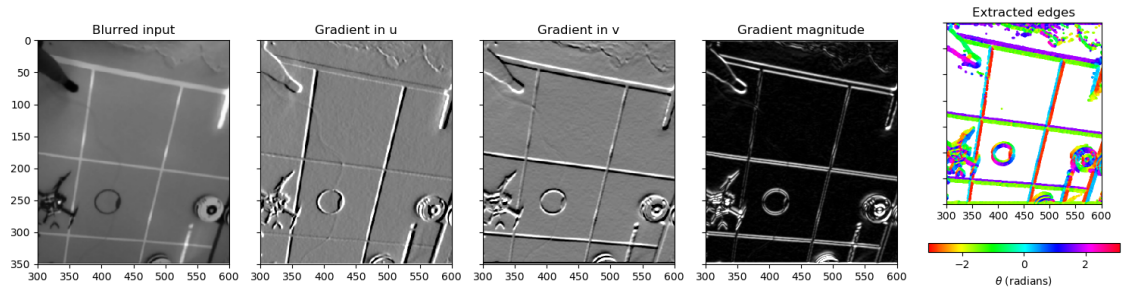 Blurred input
Gradient in u
Gradient in v
Gradient magnitude
Extracted edges
0
50
100
150
200
250
300
350
300 350 400 450 500 550 600
300 350 400 450 500 550 600
300 350 400 450 500 550 600
300 350 400 450 500 550 600
300 350 400 450 500 550 600
−2 0 2
θ (radians)